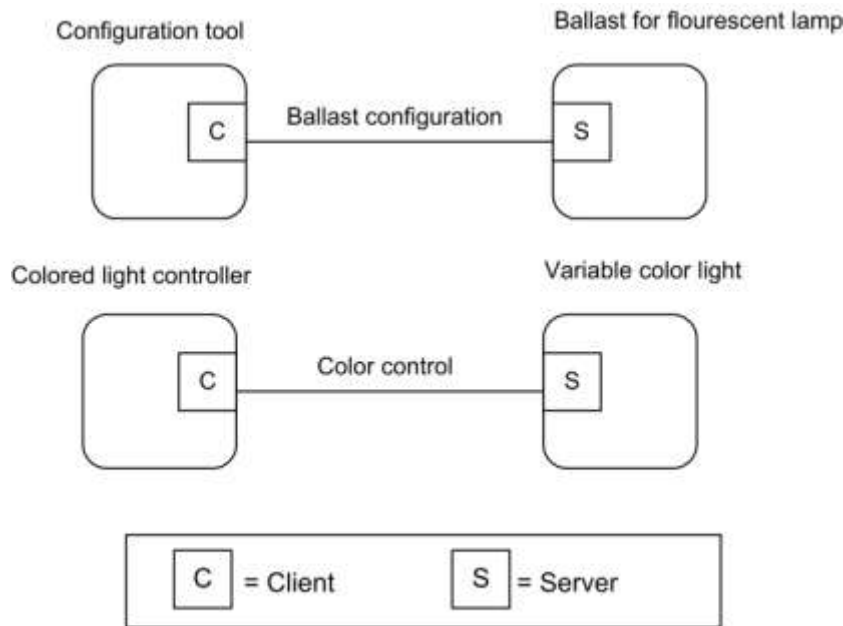 Configuration tool
Ballast for flourescent lamp
C
Ballast configuration
S
Colored light controller
Variable color light
C
Color control
S
C = Client
S = Server